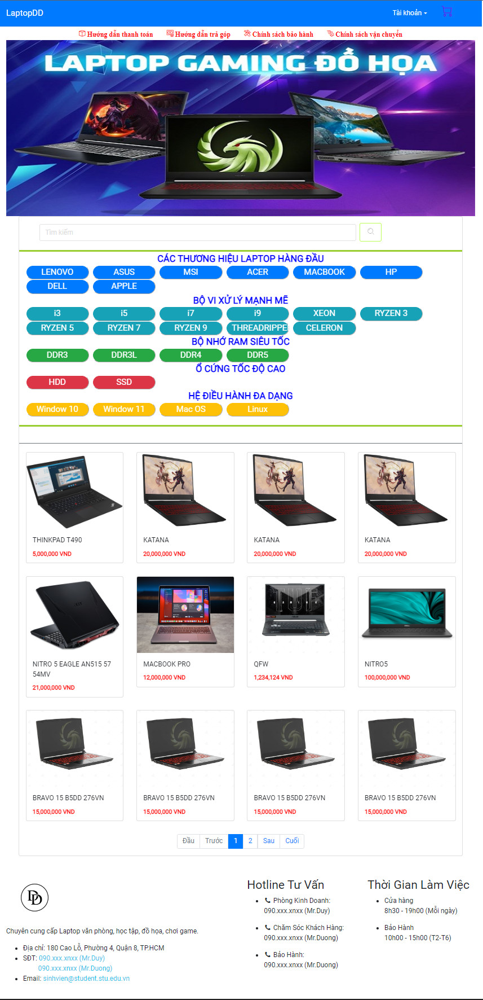 LaptopDD
Tài khoản
Hướng dẫn thanh toán Hướng dẫn trả góp Chính sách bảo hành Chính sách vận chuyển
LAPTOP GAMING ĐỒ HỌA
Tìm kiếm
CÁC THƯƠNG HIỆU LAPTOP HÀNG ĐẦU
LENOVO ASUS MSI ACER MACBOOK HP
DELL APPLE
BỘ VI XỬ LÝ MẠNH MẼ
i3 i5 i7 i9 XEON RYZEN 3
RYZEN 5 RYZEN 7 RYZEN 9 THREADRIPPE CELERON
BỘ NHỚ RAM SIÊU TỐC
DDR3 DDR3L DDR4 DDR5
Ổ CỨNG TỐC ĐỘ CAO
HDD SSD
HỆ ĐIỀU HÀNH ĐA DẠNG
Window 10 Window 11 Mac OS Linux
THINKPAD T490 KATANA KATANA KATANA
5,000,000 VND 20,000,000 VND 20,000,000 VND 20,000,000 VND
TUF
GAMING
NITRO 5 EAGLE AN515 57
54MV
21,000,000 VND
MACBOOK PRO
12,000,000 VND
QFW
1,234,124 VND
NITRO5
100,000,000 VND
BRAVO 15 B5DD 276VN BRAVO 15 B5DD 276VN BRAVO 15 B5DD 276VN BRAVO 15 B5DD 276VN
15,000,000 VND 15,000,000 VND 15,000,000 VND 15,000,000 VND
Đầu Trước 1 2 Sau Cuối
DD
Chuyên cung cấp Laptop văn phòng, học tập, đồ họa, chơi game.
Địa chỉ: 180 Cao Lỗ, Phường 4, Quận 8, TP.HCM
SĐT: 090.xxx.xnxx (Mr.Duy)
090.xxx.xnxx (Mr.Duong)
Email: sinhvien@student.stu.edu.vn
Hotline Tư Vấn
Phòng Kinh Doanh:
090.xxx.xnxx (Mr.Duy)
Chăm Sóc Khách Hàng:
090.xxx.xnxx (Mr.Duong)
Bảo Hành:
090.xxx.xnxx (Mr.Duong)
Thời Gian Làm Việc
Cửa hàng
8h30 - 19h00 (Mỗi ngày)
Bảo Hành
10h00 - 15h00 (T2-T6)